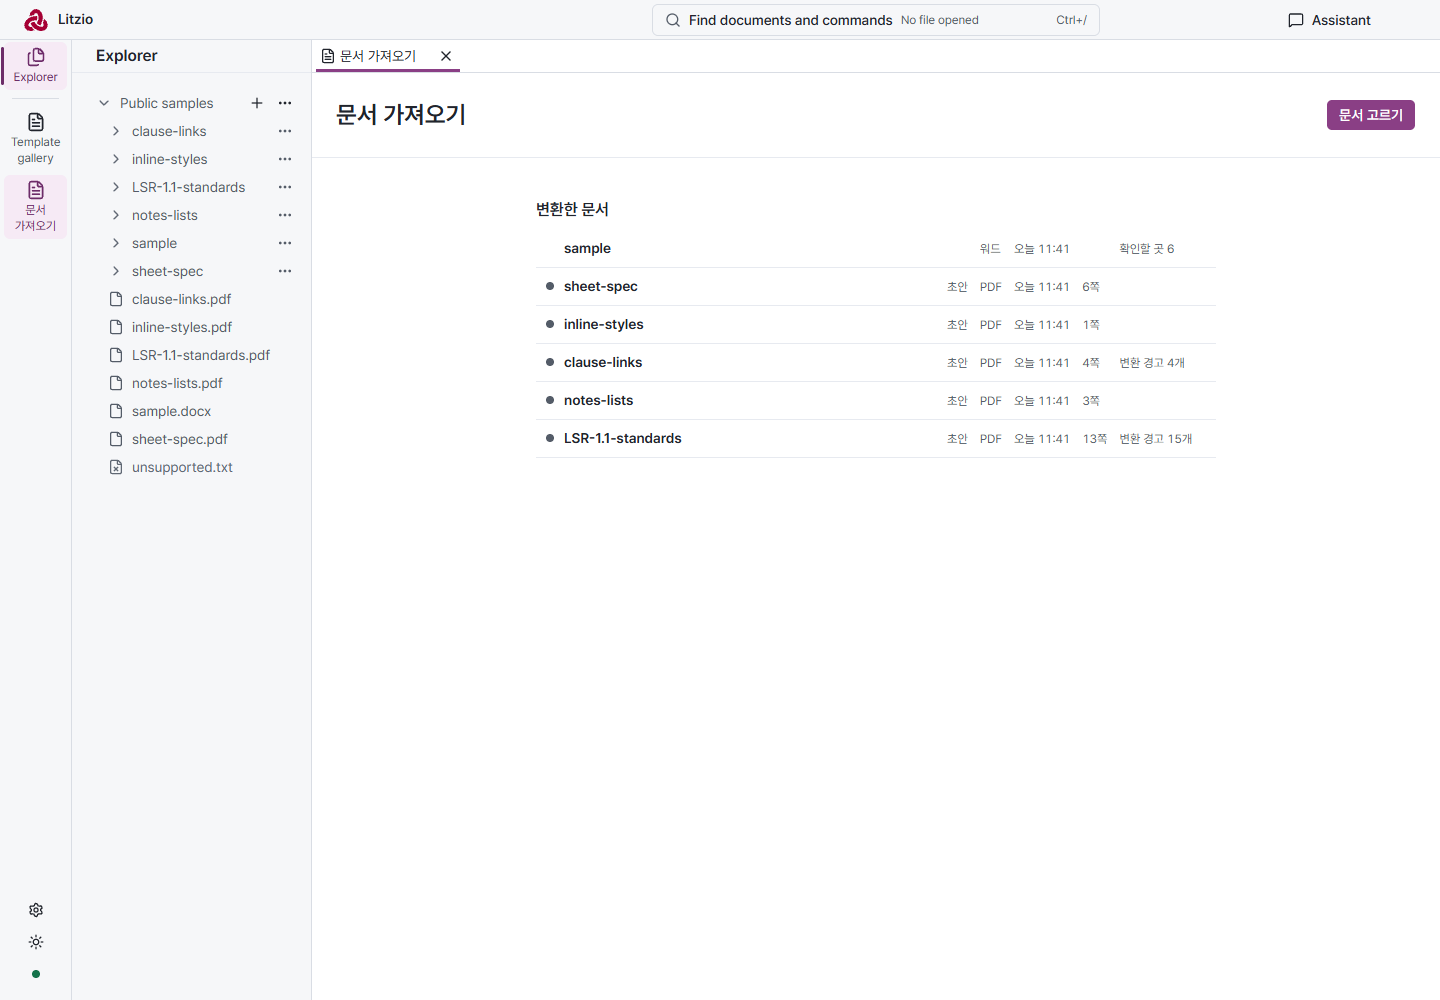 Litzio
Find documents and commands No file opened Ctrl+/
Assistant
Explorer
Template
gallery
문서
가져오기
Explorer
Public samples
clause-links
inline-styles
LSR-1.1-standards
notes-lists
sample
sheet-spec
clause-links.pdf
inline-styles.pdf
LSR-1.1-standards.pdf
notes-lists.pdf
sample.docx
sheet-spec.pdf
unsupported.txt
문서 가져오기
문서 가져오기
문서 고르기
변환한 문서
sample 워드 오늘 11:41 확인할 곳 6
sheet-spec 초안 PDF 오늘 11:41 6쪽
inline-styles 초안 PDF 오늘 11:41 1쪽
clause-links 초안 PDF 오늘 11:41 4쪽 변환 경고 4개
notes-lists 초안 PDF 오늘 11:41 3쪽
LSR-1.1-standards 초안 PDF 오늘 11:41 13쪽 변환 경고 15개